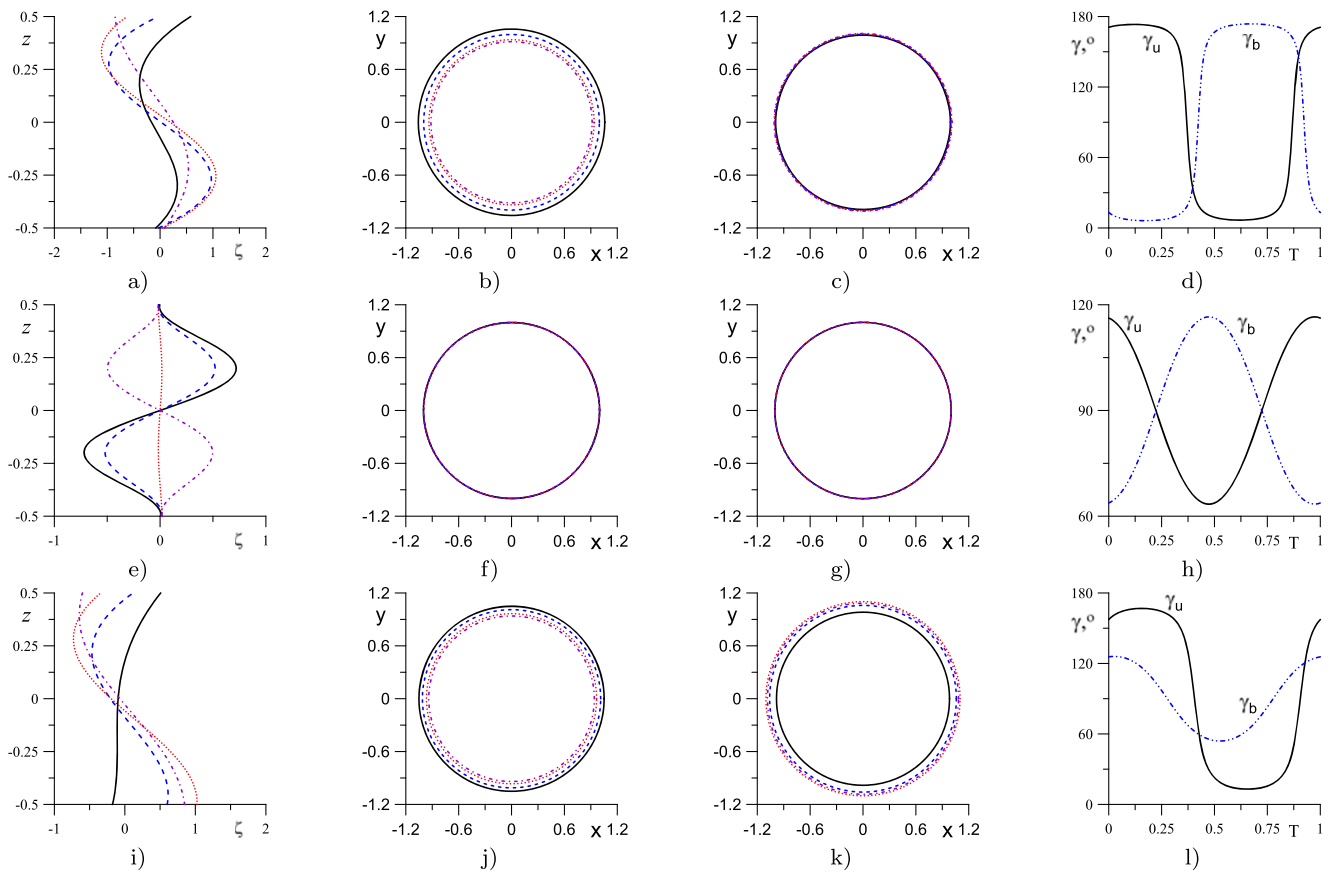 0.5 z 0.25 0 -0.25 -0.5 -2 -1 0 1 ζ 2
a)
1.2 y 0.6 0 -0.6 -1.2 -1.2 -0.6 0 0.6 x 1.2
b)
1.2 y 0.6 0 -0.6 -1.2 -1.2 -0.6 0 0.6 x 1.2
c)
180 γ,° 120 60 0 γu γb 0 0.25 0.5 0.75 T 1
d)
0.5 z 0.25 0 -0.25 -0.5 -1 0 ζ 1
e)
1.2 y 0.6 0 -0.6 -1.2 -1.2 -0.6 0 0.6 x 1.2
f)
1.2 y 0.6 0 -0.6 -1.2 -1.2 -0.6 0 0.6 x 1.2
g)
120 γ,° 90 60 γu γb 0 0.25 0.5 0.75 T 1
h)
0.5 z 0.25 0 -0.25 -0.5 -1 0 1 ζ 2
i)
1.2 y 0.6 0 -0.6 -1.2 -1.2 -0.6 0 0.6 x 1.2
j)
1.2 y 0.6 0 -0.6 -1.2 -1.2 -0.6 0 0.6 x 1.2
k)
180 γ,° 120 60 0 γu γb 0 0.25 0.5 0.75 T 1
l)